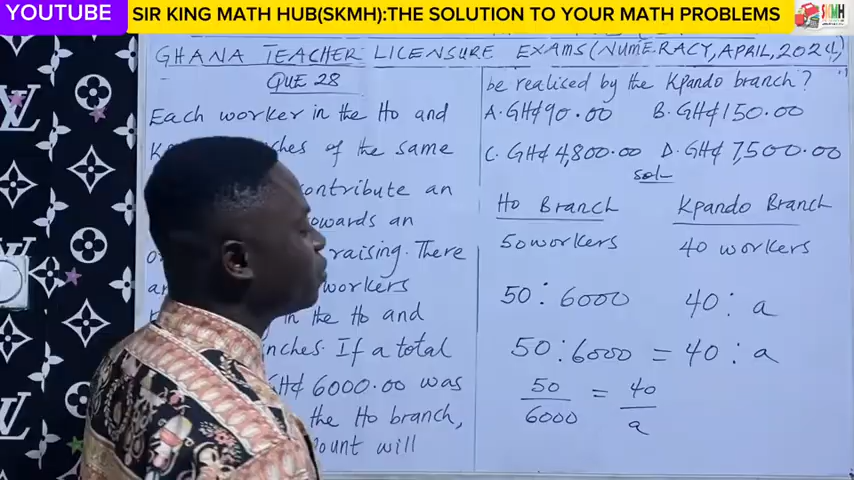 YOUTUBE
SIR KING MATH HUB(SKMH):THE SOLUTION TO YOUR MATH PROBLEMS
SKMH
GHANA TEACHER LICENSURE EXAMS(NUMERACY,APRIL,2024)
QUE 28
Each worker in the Ho and
ches of the same
contribute an
owards an
raising. There
workers
in the Ho and
nches. If a total
GH₵ 6000.00 was
the Ho branch,
ount will
be realised by the Kpando branch?
A. GH₵90.00 B. GH₵150.00
C. GH₵ 4,800.00 D. GH₵ 7,500.00
soln
Ho Branch Kpando Branch
50 workers 40 workers
50 : 6000 40 : a
50 : 6000 = 40 : a
50/6000 = 40/a